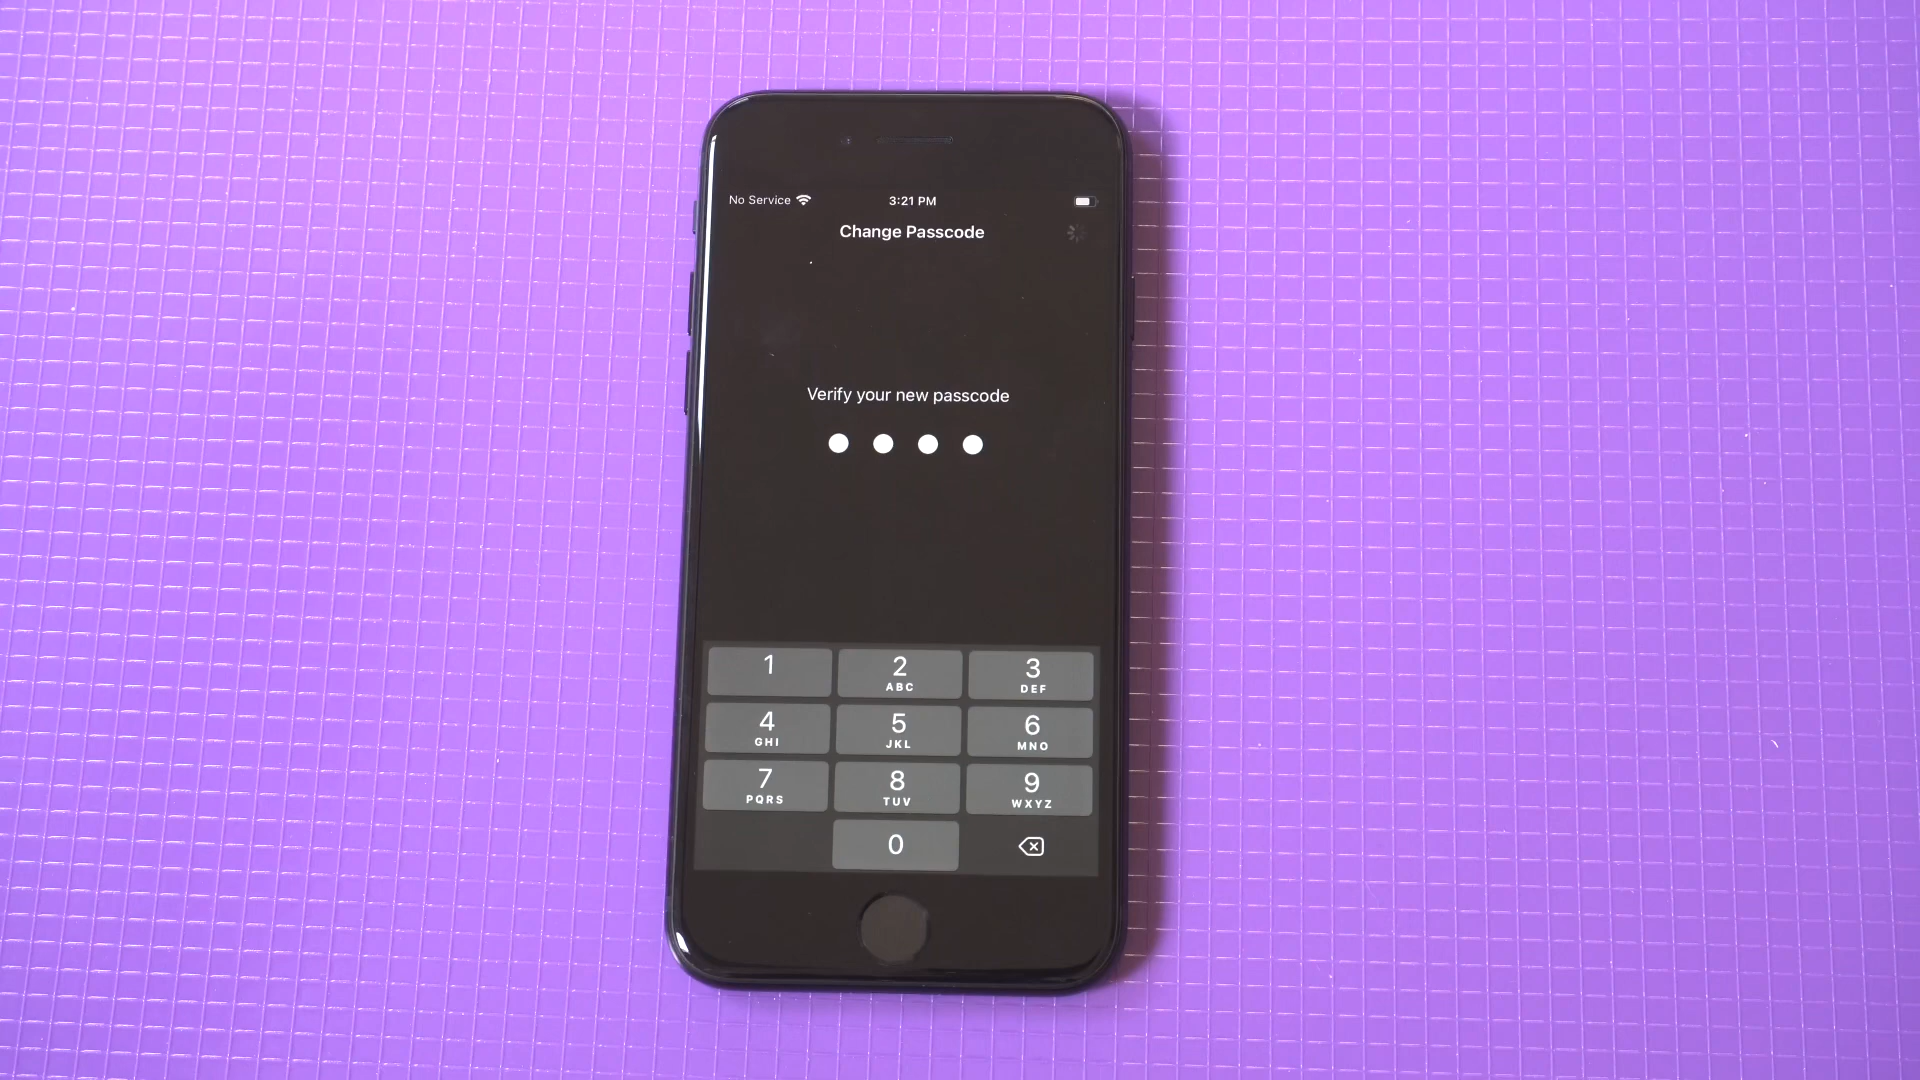 No Service 3:21 PM
Change Passcode
Verify your new passcode
1 2 3
ABC DEF
4 5 6
GHI JKL MNO
7 8 9
PQRS TUV WXYZ
0